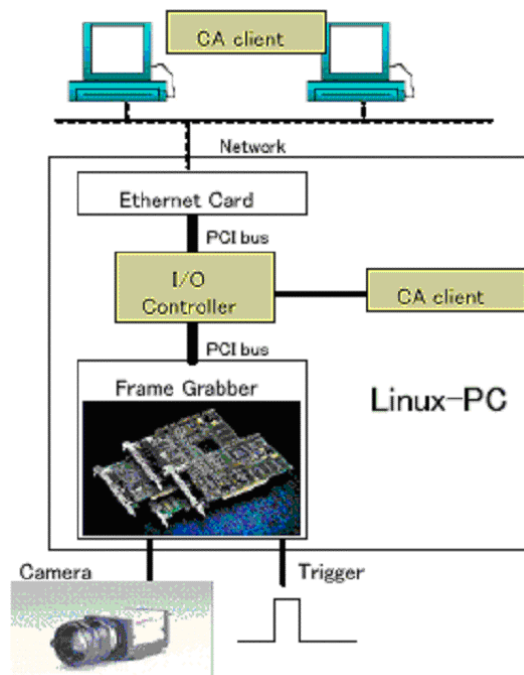 CA client
Network
Ethernet Card
PCI bus
I/O
Controller
CA client
PCI bus
Frame Grabber
Linux-PC
Camera
Trigger